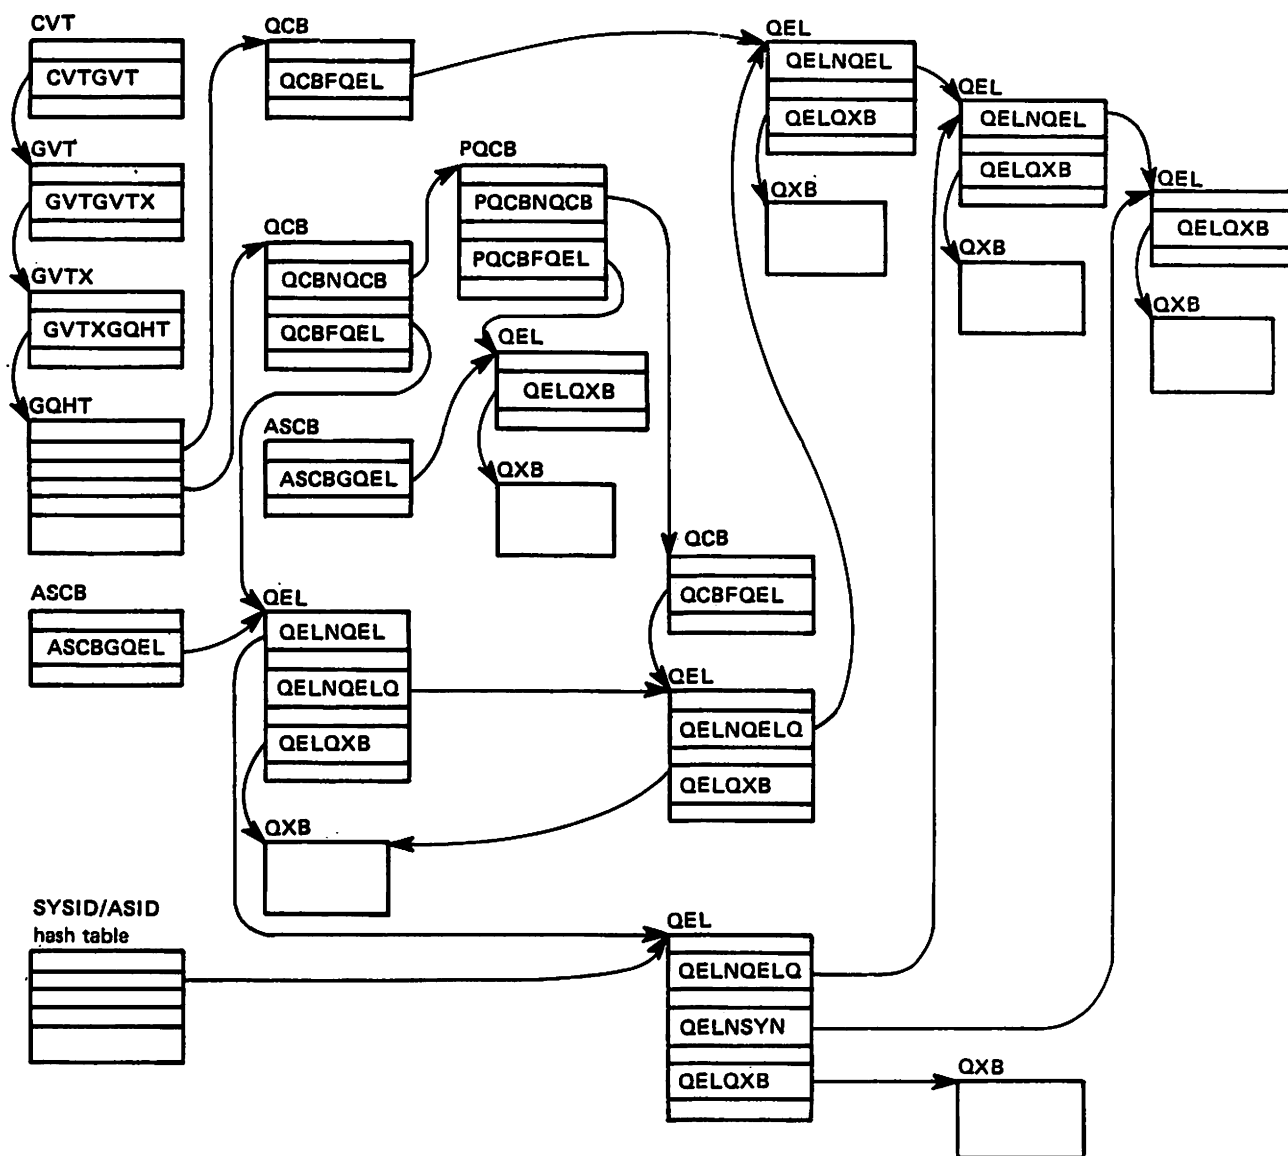 CVT
CVTGVT
GVT
GVTGVTX
GVTX
GVTXGQHT
GQHT
ASCB
ASCBGQEL
SYSID/ASID
hash table
QCB
QCBFQEL
QCB
QCBNQCB
QCBFQEL
ASCB
ASCBGQEL
QEL
QELNQEL
QELNQELQ
QELQXB
QXB
PQCB
PQCBNQCB
PQCBFQEL
QEL
QELQXB
QXB
QCB
QCBFQEL
QEL
QELNQELQ
QELQXB
QEL
QELNQELQ
QELNSYN
QELQXB
QXB
QEL
QELNQEL
QELQXB
QXB
QEL
QELNQEL
QELQXB
QXB
QEL
QELQXB
QXB